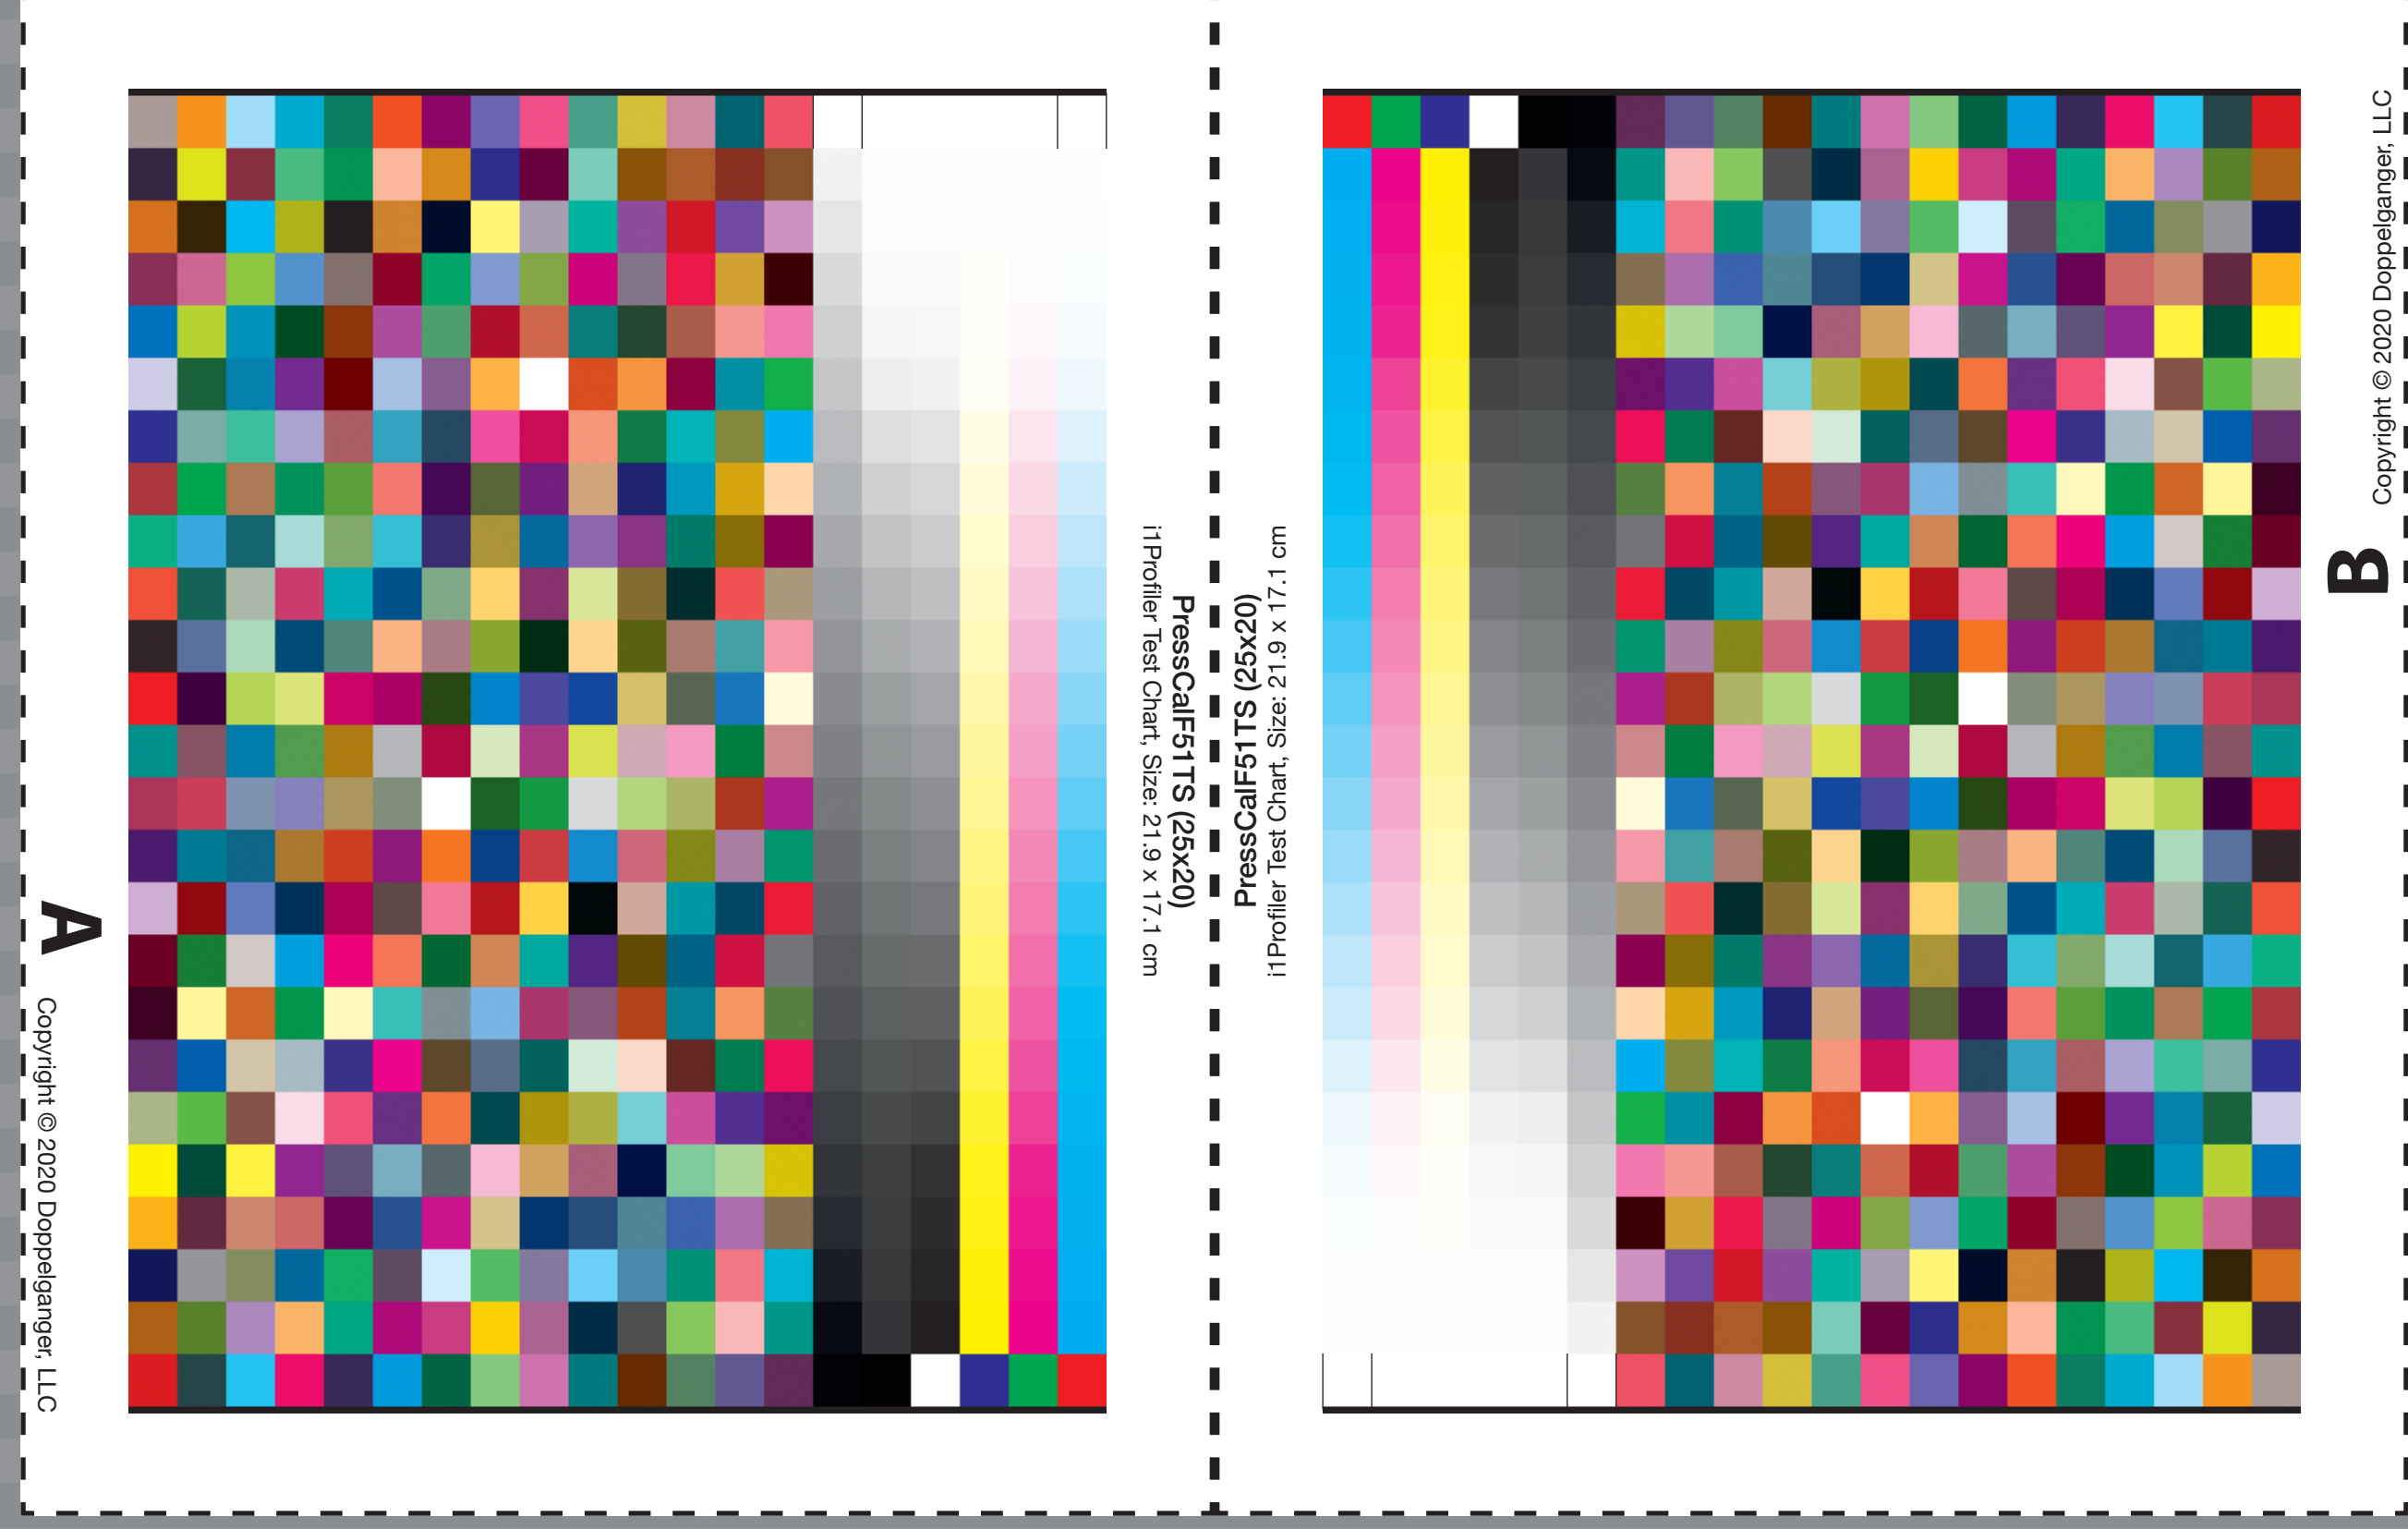 A
Copyright © 2020 Doppelganger, LLC
PressCalF51TS (25x20)
i1Profiler Test Chart, Size: 21.9 x 17.1 cm
PressCalF51TS (25x20)
i1Profiler Test Chart, Size: 21.9 x 17.1 cm
B
Copyright © 2020 Doppelganger, LLC